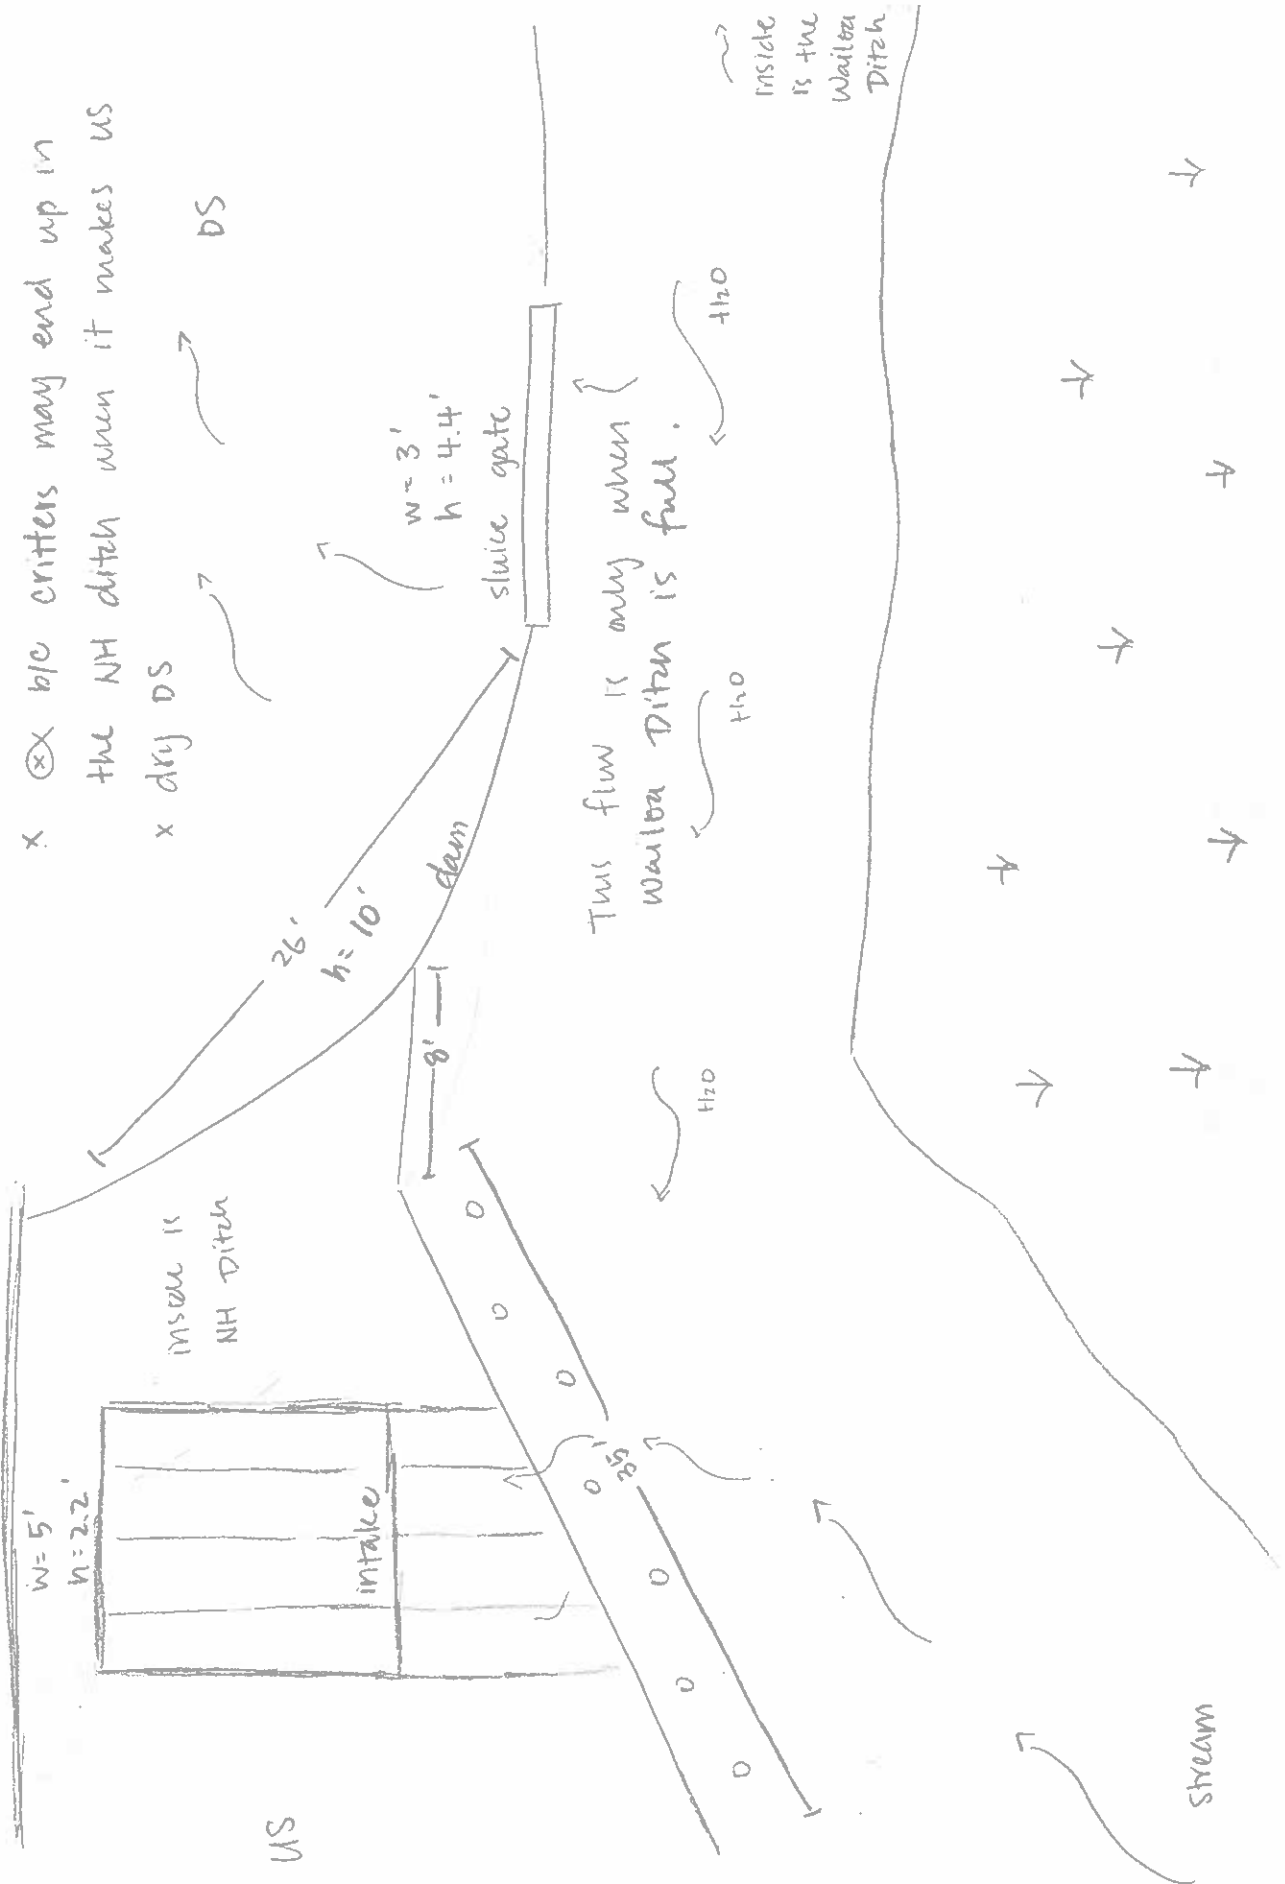 x ⊗x b/c critters may end up in
the NH ditch when it makes us
x dry DS
DS
w = 3'
h = 4.4'
sluice gate
26'
h = 10'
dam
This flow is only when
Wailoa Ditch is full.
~> inside
is the
Wailoa
Ditch
H2O
H2O
H2O
8'
inside is
NH Ditch
w = 5'
h = 2.2'
intake
35'
US
Stream